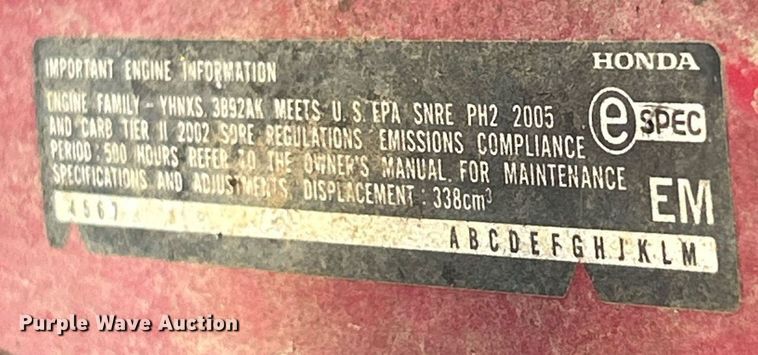 HONDA
IMPORTANT ENGINE INFORMATION
ENGINE FAMILY - YHNXS.3B92AK MEETS U.S. EPA SNRE PH2 2005
AND CARB TIER II 2002 SORE REGULATIONS. EMISSIONS COMPLIANCE
PERIOD: 500 HOURS REFER TO THE OWNER'S MANUAL FOR MAINTENANCE
SPECIFICATIONS AND ADJUSTMENTS. DISPLACEMENT : 338cm³
e SPEC
EM
4567
ABCDEFGHJKLM
Purple Wave Auction